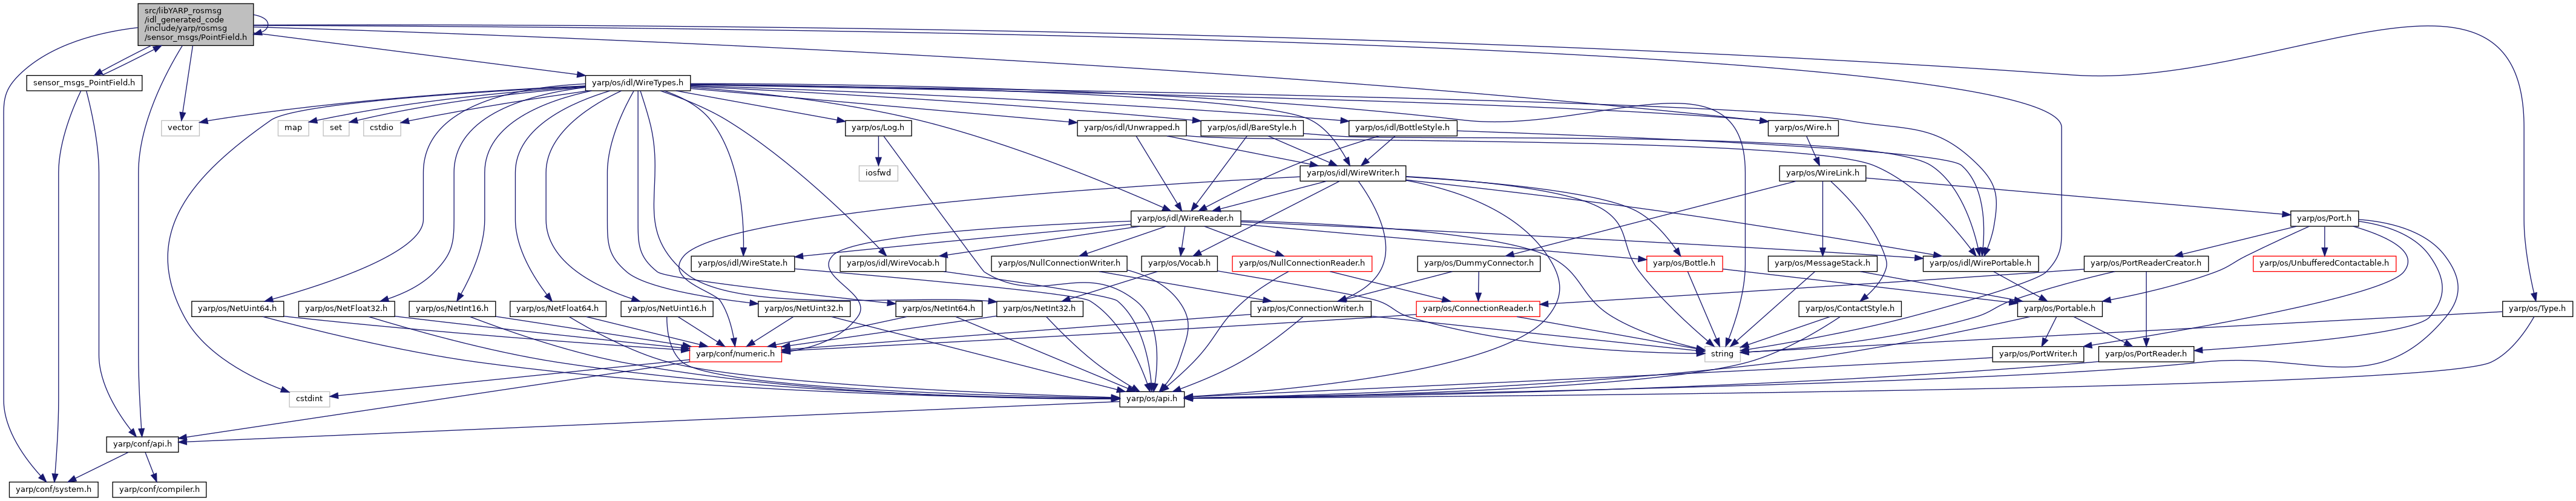 src/libYARP_rosmsg
/idl_generated_code
/include/yarp/rosmsg
/sensor_msgs/PointField.h
sensor_msgs_PointField.h
yarp/os/idl/WireTypes.h
vector
map
set
cstdio
yarp/os/Log.h
yarp/os/idl/Unwrapped.h
yarp/os/idl/BareStyle.h
yarp/os/idl/BottleStyle.h
yarp/os/Wire.h
iosfwd
yarp/os/idl/WireWriter.h
yarp/os/WireLink.h
yarp/os/idl/WireReader.h
yarp/os/Port.h
yarp/os/idl/WireState.h
yarp/os/idl/WireVocab.h
yarp/os/NullConnectionWriter.h
yarp/os/Vocab.h
yarp/os/NullConnectionReader.h
yarp/os/DummyConnector.h
yarp/os/Bottle.h
yarp/os/MessageStack.h
yarp/os/idl/WirePortable.h
yarp/os/PortReaderCreator.h
yarp/os/UnbufferedContactable.h
yarp/os/NetUint64.h
yarp/os/NetFloat32.h
yarp/os/NetInt16.h
yarp/os/NetFloat64.h
yarp/os/NetUint16.h
yarp/os/NetUint32.h
yarp/os/NetInt64.h
yarp/os/NetInt32.h
yarp/os/ConnectionWriter.h
yarp/os/ConnectionReader.h
yarp/os/ContactStyle.h
yarp/os/Portable.h
yarp/os/Type.h
yarp/conf/numeric.h
string
yarp/os/PortWriter.h
yarp/os/PortReader.h
cstdint
yarp/os/api.h
yarp/conf/api.h
yarp/conf/system.h
yarp/conf/compiler.h